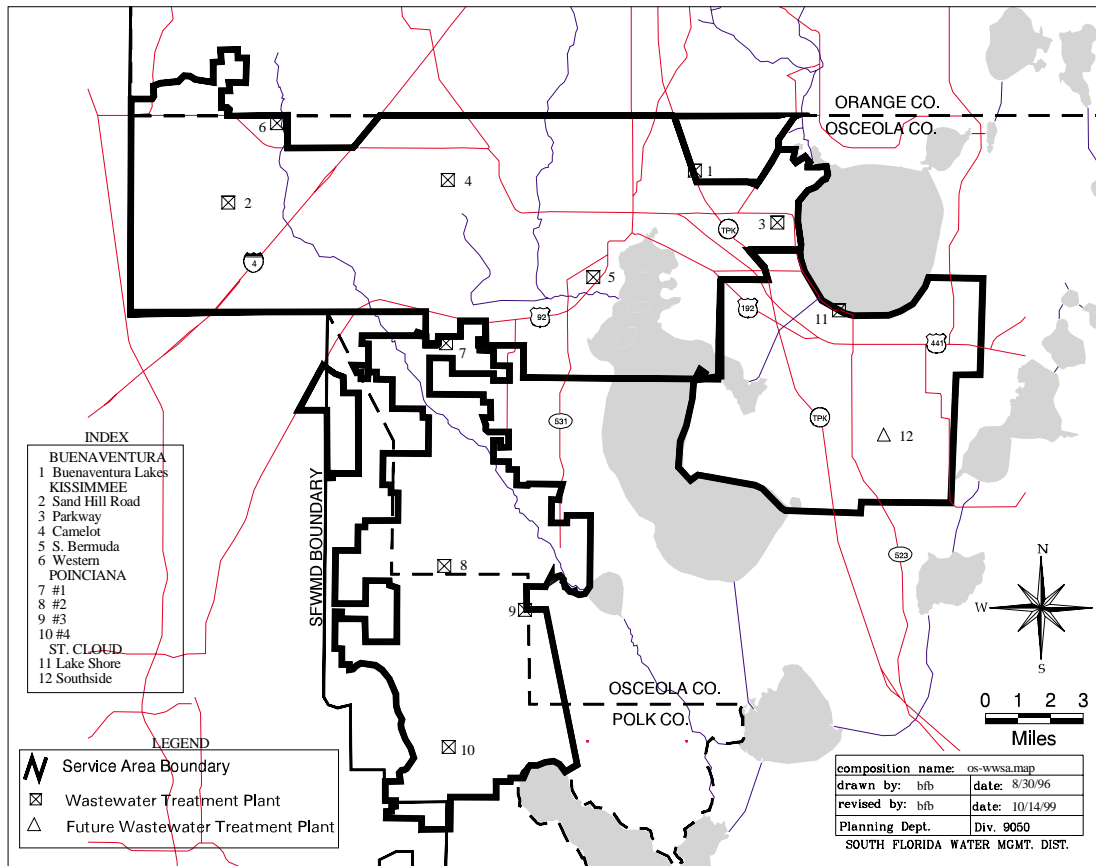 ORANGE CO.
OSCEOLA CO.
6
1
4
2
3
TPK
4
5
192
11
92
441
7
531
TPK
12
INDEX
BUENAVENTURA
1 Buenaventura Lakes
KISSIMMEE
2 Sand Hill Road
3 Parkway
4 Camelot
5 S. Bermuda
6 Western
POINCIANA
7 #1
8 #2
9 #3
10 #4
ST. CLOUD
11 Lake Shore
12 Southside
SFWMD BOUNDARY
8
523
9
N
W
E
S
OSCEOLA CO.
POLK CO.
0 1 2 3
Miles
10
LEGEND
Service Area Boundary
Wastewater Treatment Plant
Future Wastewater Treatment Plant
composition name: os-wwsa.map
drawn by: bfb date: 8/30/96
revised by: bfb date: 10/14/99
Planning Dept. Div. 9050
SOUTH FLORIDA WATER MGMT. DIST.